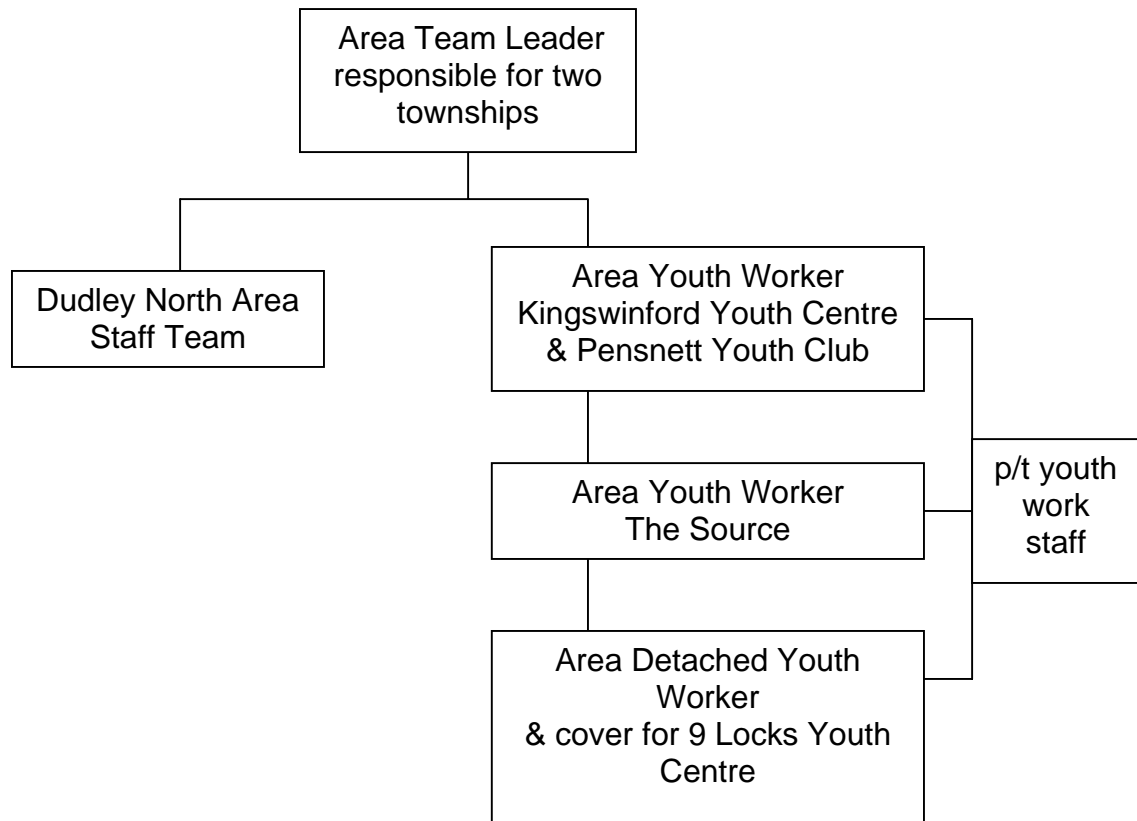 Area Team Leader
responsible for two
townships
Dudley North Area
Staff Team
Area Youth Worker
Kingswinford Youth Centre
& Pensnett Youth Club
Area Youth Worker
The Source
p/t youth
work
staff
Area Detached Youth
Worker
& cover for 9 Locks Youth
Centre